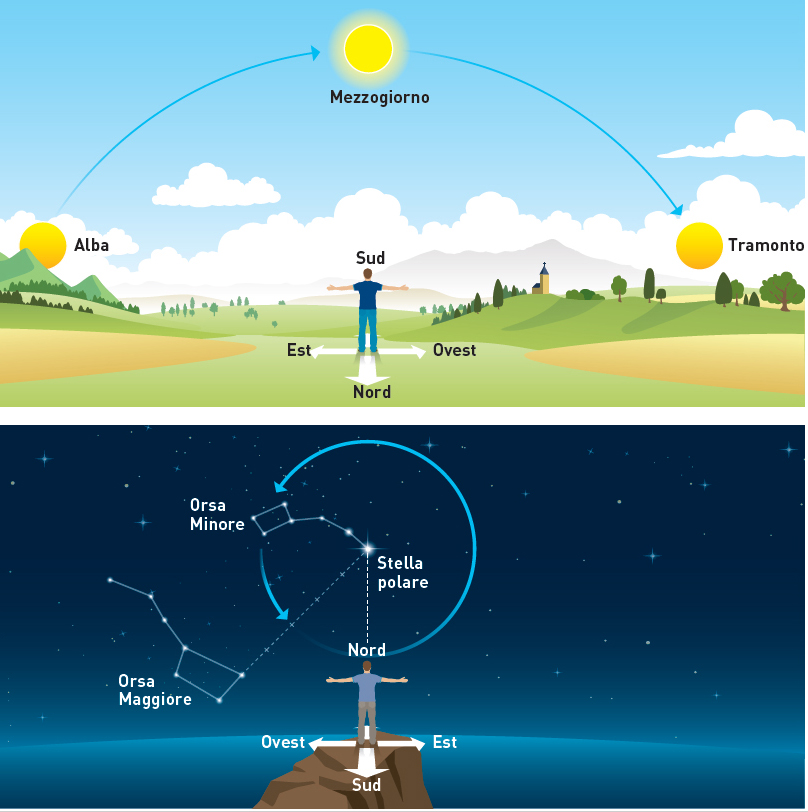 Mezzogiorno
Alba
Tramonto
Sud
Est
Ovest
Nord
Orsa
Minore
Stella
polare
Nord
Orsa
Maggiore
Ovest
Est
Sud